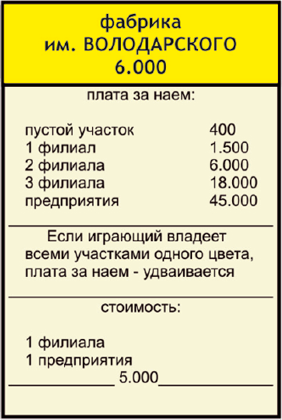 фабрика
им. ВОЛОДАРСКОГО
6.000
плата за наем:
пустой участок 400
1 филиал 1.500
2 филиала 6.000
3 филиала 18.000
предприятия 45.000
Если играющий владеет
всеми участками одного цвета,
плата за наем - удваивается
стоимость:
1 филиала
1 предприятия
5.000